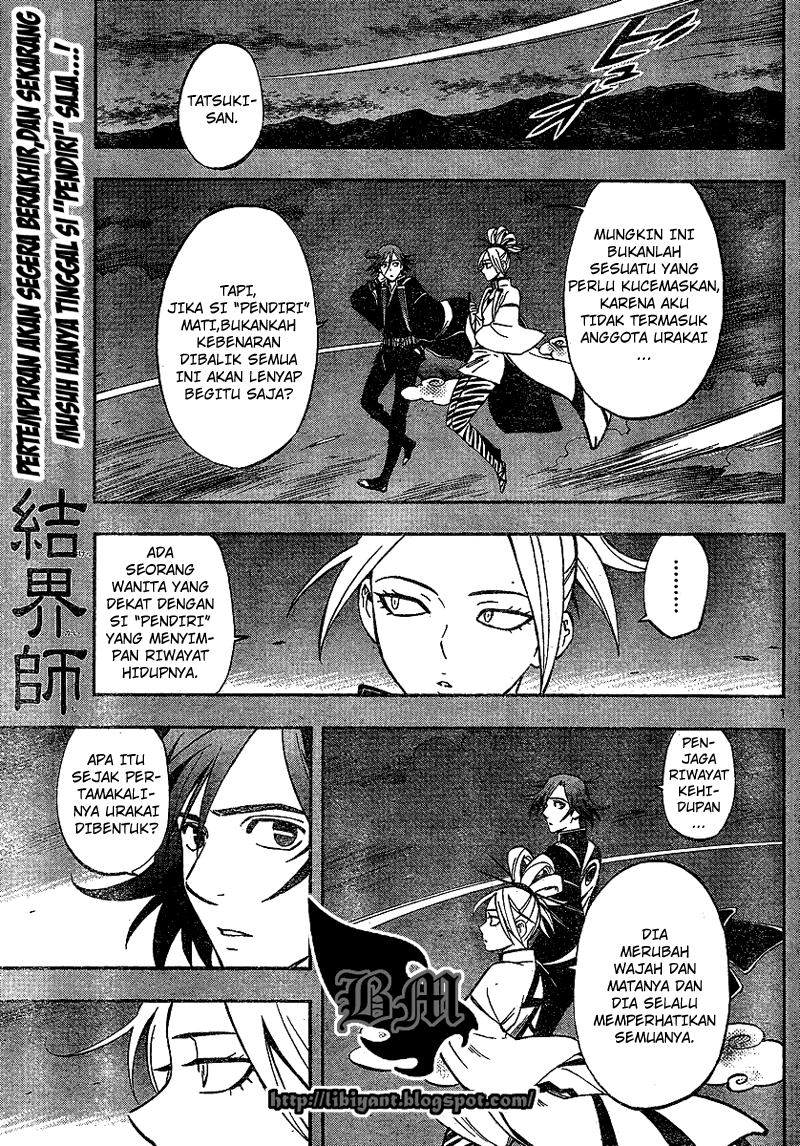 PERTEMPURAN AKAN SEGERA BERAKHIR,DAN SEKARANG
MUSUH HANYA TINGGAL SI "PENDIRI" SAJA...!
結界師
TATSUKI-
SAN.
MUNGKIN INI
BUKANLAH
SESUATU YANG
PERLU KUCEMASKAN,
KARENA AKU
TIDAK TERMASUK
ANGGOTA URAKAI
...
TAPI,
JIKA SI "PENDIRI"
MATI,BUKANKAH
KEBENARAN
DIBALIK SEMUA
INI AKAN LENYAP
BEGITU SAJA?
.........
ADA
SEORANG
WANITA YANG
DEKAT DENGAN
SI "PENDIRI"
YANG MENYIM-
PAN RIWAYAT
HIDUPNYA.
PEN-
JAGA
RIWAYAT
KEHI-
DUPAN
...
APA ITU
SEJAK PER-
TAMAKALI-
NYA URAKAI
DIBENTUK?
DIA
MERUBAH
WAJAH DAN
MATANYA DAN
DIA SELALU
MEMPERHATIKAN
SEMUANYA.
BM
http://libiyant.blogspot.com/